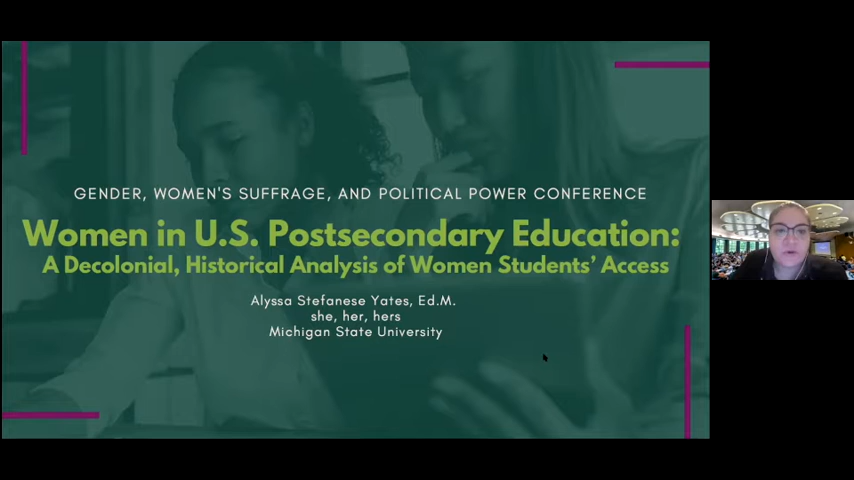 GENDER, WOMEN'S SUFFRAGE, AND POLITICAL POWER CONFERENCE
Women in U.S. Postsecondary Education:
A Decolonial, Historical Analysis of Women Students' Access
Alyssa Stefanese Yates, Ed.M.
she, her, hers
Michigan State University